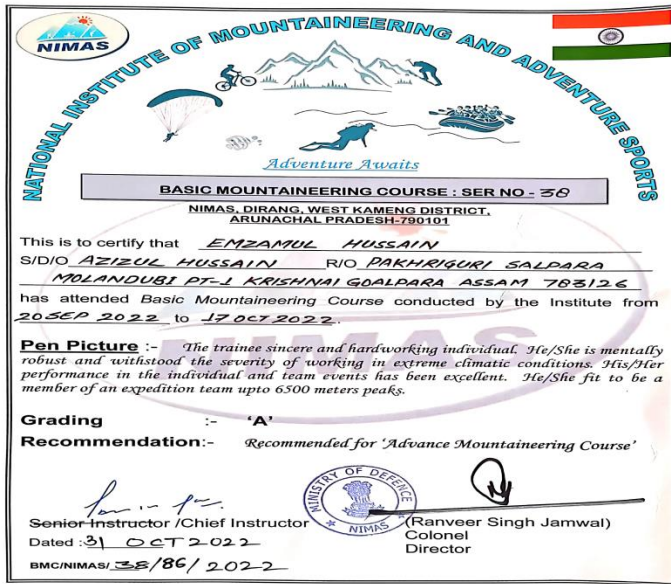 NIMAS
NATIONAL INSTITUTE OF MOUNTAINEERING AND ADVENTURE SPORTS
Adventure Awaits
BASIC MOUNTAINEERING COURSE : SER NO - 38
NIMAS, DIRANG, WEST KAMENG DISTRICT,
ARUNACHAL PRADESH-790101
This is to certify that EMZAMUL HUSSAIN
S/D/O AZIZUL HUSSAIN R/O PAKHRIGURI SALPARA
MOLANDUBI PT-1 KRISHNAI GOALPARA ASSAM 783126
has attended Basic Mountaineering Course conducted by the Institute from
20 SEP 2022 to 17 OCT 2022.
Pen Picture :- The trainee sincere and hardworking individual. He/She is mentally
robust and withstood the severity of working in extreme climatic conditions. His/Her
performance in the individual and team events has been excellent. He/She fit to be a
member of an expedition team upto 6500 meters peaks.
NIMAS
Grading :- 'A'
Recommendation:- Recommended for 'Advance Mountaineering Course'
MINISTRY OF DEFENCE
NIMAS
Senior Instructor /Chief Instructor
(Ranveer Singh Jamwal)
Colonel
Director
Dated : 31 OCT 2022
BMC/NIMAS/ 38/86/2022